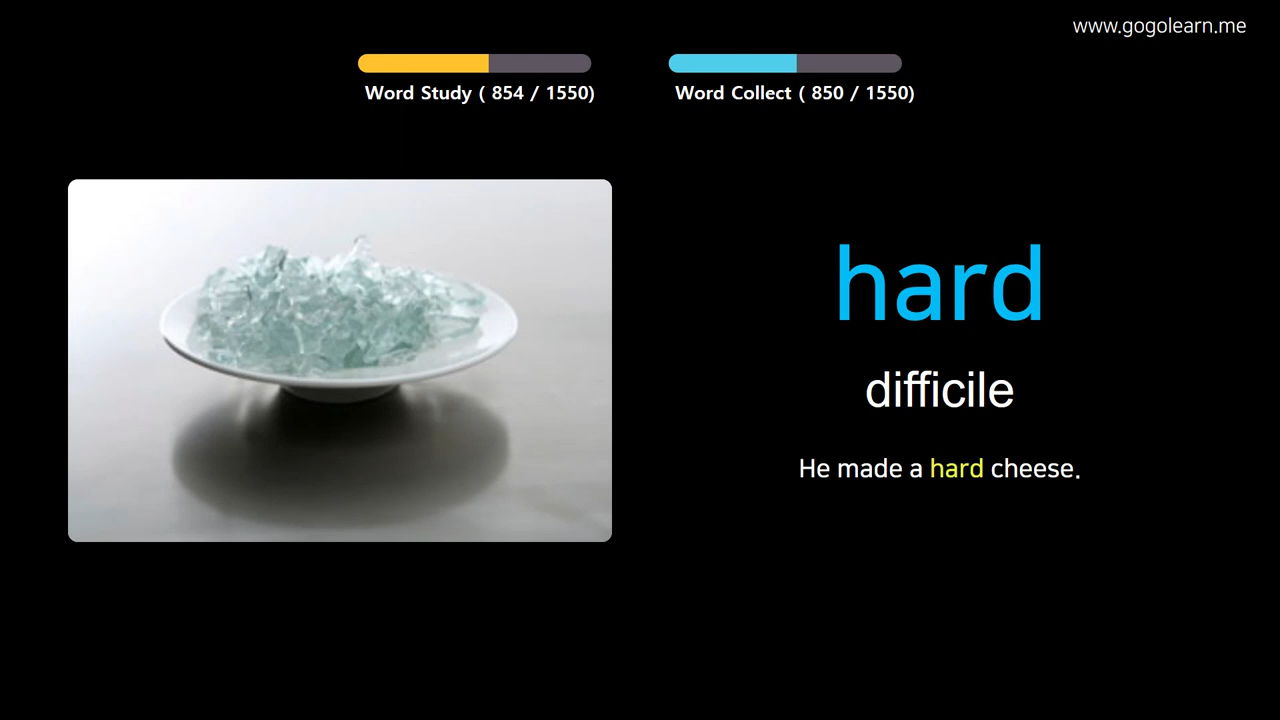 www.gogolearn.me
Word Study ( 854 / 1550)
Word Collect ( 850 / 1550)
hard
difficile
He made a hard cheese.